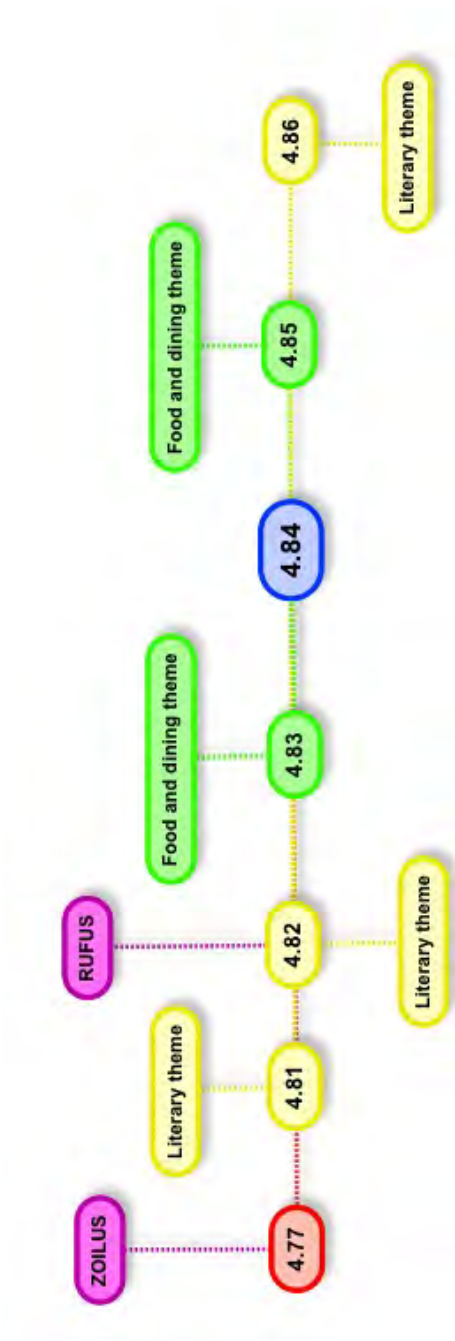 ZOILUS
4.77
Literary theme
4.81
RUFUS
4.82
Literary theme
Food and dining theme
4.83
4.84
Food and dining theme
4.85
4.86
Literary theme